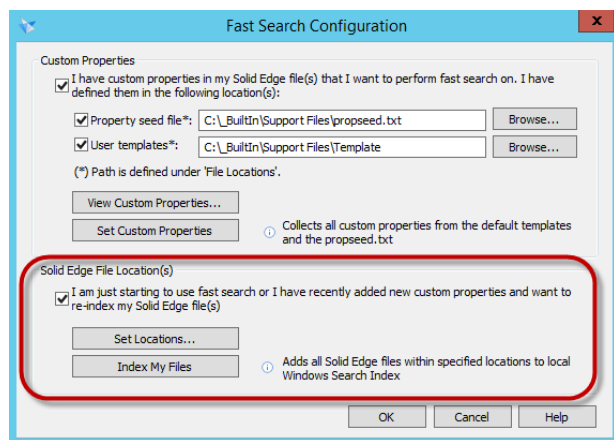 Fast Search Configuration
x
Custom Properties
I have custom properties in my Solid Edge file(s) that I want to perform fast search on. I have
defined them in the following location(s):
Property seed file*: C:\_BuiltIn\Support Files\propseed.txt Browse...
User templates*: C:\_BuiltIn\Support Files\Template Browse...
(*) Path is defined under 'File Locations'.
View Custom Properties...
Set Custom Properties
Collects all custom properties from the default templates
and the propseed.txt
Solid Edge File Location(s)
I am just starting to use fast search or I have recently added new custom properties and want to
re-index my Solid Edge file(s)
Set Locations...
Index My Files
Adds all Solid Edge files within specified locations to local
Windows Search Index
OK Cancel Help